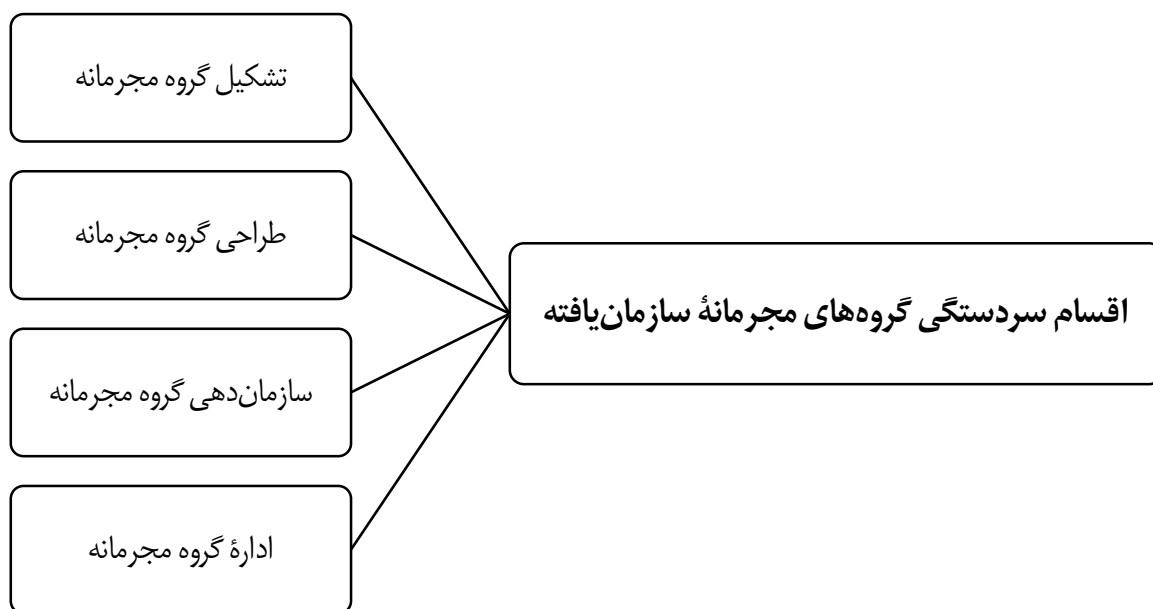 اقسام سردستگی گروه‌های مجرمانهٔ سازمان‌یافته
تشکیل گروه مجرمانه
طراحی گروه مجرمانه
سازمان‌دهی گروه مجرمانه
ادارهٔ گروه مجرمانه